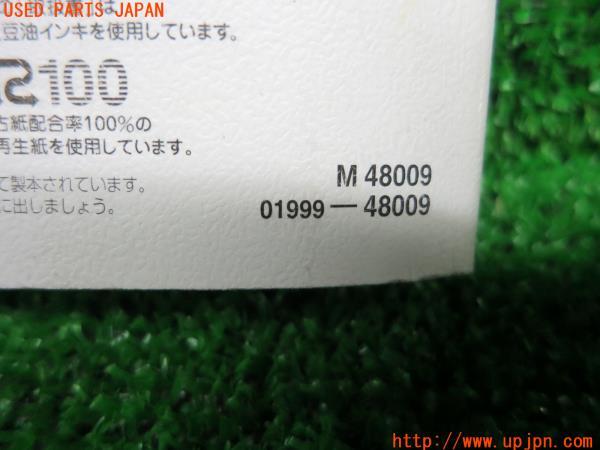 USED PARTS JAPAN
は
豆油インキを使用しています。
R100
古紙配合率100%の
再生紙を使用しています。
て製本されています。
に出しましょう。
M 48009
01999－48009
http://www.upjpn.com/